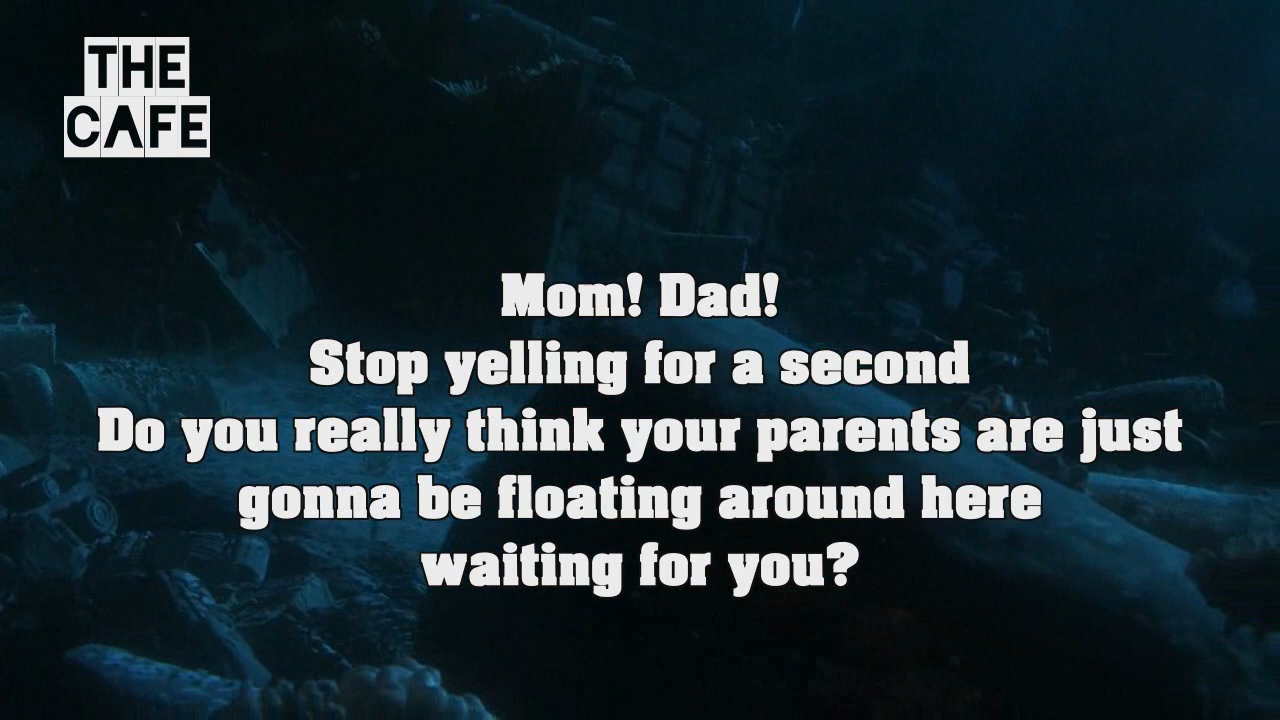 THE
CAFE
Mom! Dad!
Stop yelling for a second
Do you really think your parents are just
gonna be floating around here
waiting for you?